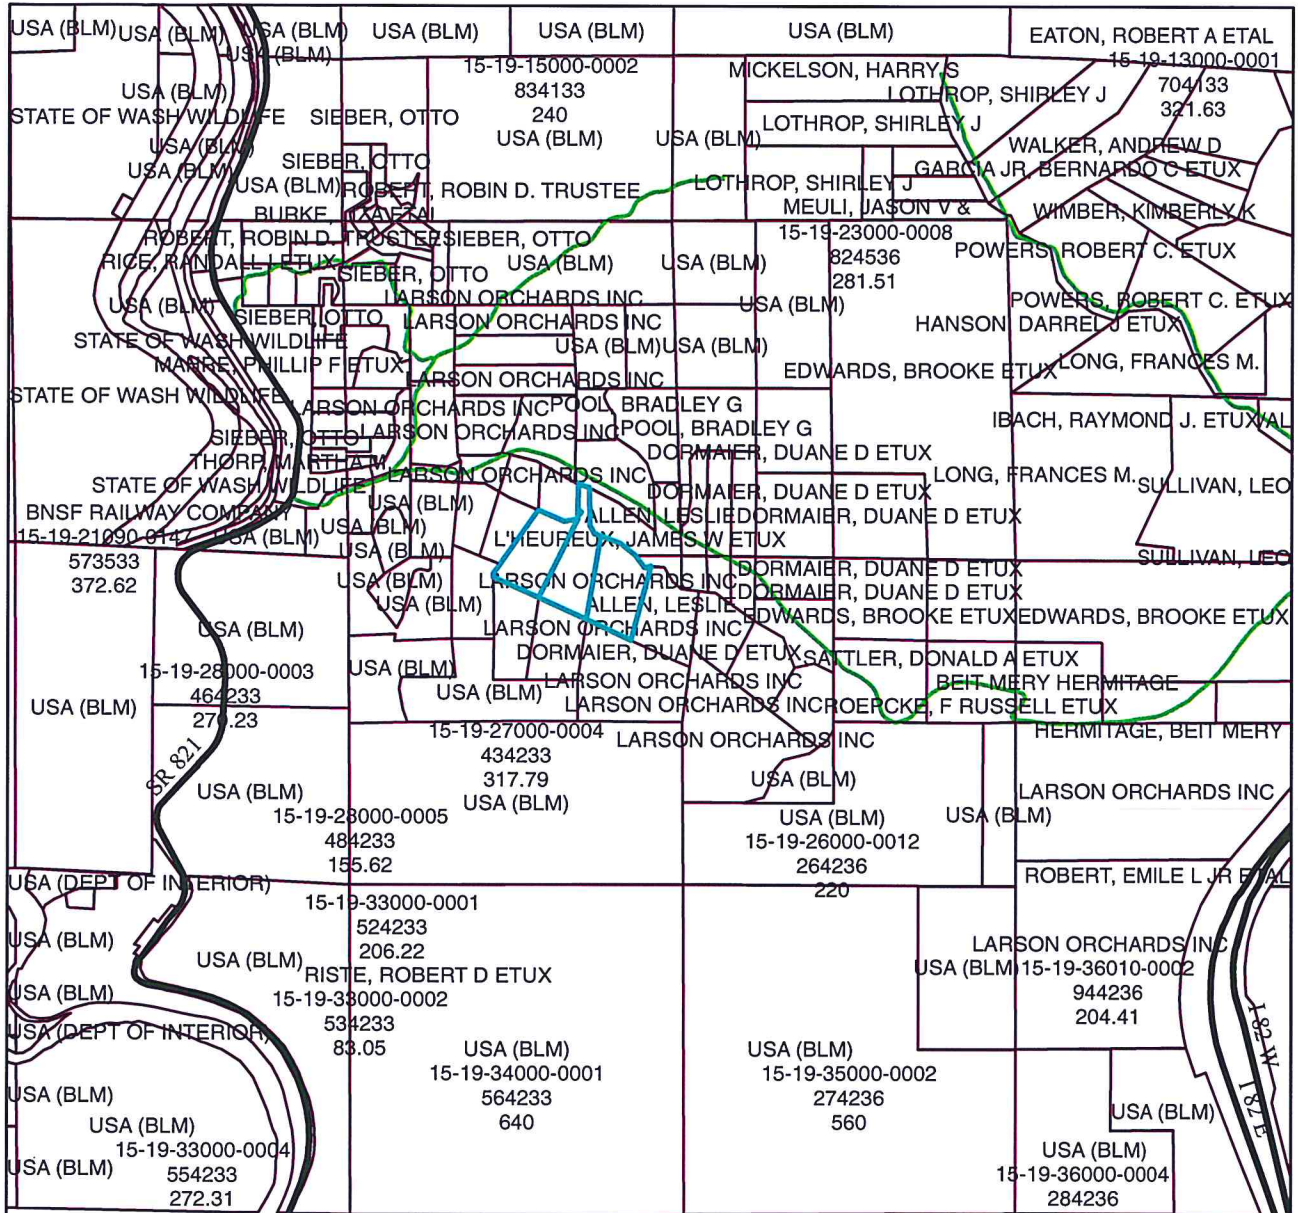 USA (BLM)
USA (BLM)
USA (BLM)
USA (BLM)
USA (BLM)
USA (BLM)
USA (BLM)
EATON, ROBERT A ETAL
15-19-13000-0001
704133
321.63
15-19-15000-0002
834133
240
USA (BLM)
MICKELSON, HARRY S
LOTHROP, SHIRLEY J
USA (BLM)
STATE OF WASH WILDLIFE
SIEBER, OTTO
LOTHROP, SHIRLEY J
USA (BLM)
USA (BLM)
WALKER, ANDREW D
SIEBER, OTTO
USA (BLM)
GARCIA JR, BERNARDO C ETUX
USA (BLM)
ROBERT, ROBIN D. TRUSTEE
LOTHROP, SHIRLEY J
MEULI, JASON V &
WIMBER, KIMBERLY K
15-19-23000-0008
824536
281.51
ROBERT, ROBIN D. TRUSTEE
SIEBER, OTTO
POWERS, ROBERT C. ETUX
RICE, RANDALL L ETUX
SIEBER, OTTO
USA (BLM)
USA (BLM)
LARSON ORCHARDS INC
USA (BLM)
USA (BLM)
POWERS, ROBERT C. ETUX
SIEBER, OTTO
LARSON ORCHARDS INC
HANSON, DARREL J ETUX
STATE OF WASH WILDLIFE
USA (BLM)
USA (BLM)
LONG, FRANCES M.
MARRE, PHILLIP F ETUX
EDWARDS, BROOKE ETUX
LARSON ORCHARDS INC
STATE OF WASH WILDLIFE
LARSON ORCHARDS INC
POOL, BRADLEY G
IBACH, RAYMOND J. ETUX
AL
SIEBER, OTTO
LARSON ORCHARDS INC
POOL, BRADLEY G
DORMAIER, DUANE D ETUX
THORP, MARTHA M
LARSON ORCHARDS INC
LONG, FRANCES M.
SULLIVAN, LEO
STATE OF WASH WILDLIFE
DORMAIER, DUANE D ETUX
USA (BLM)
BNSF RAILWAY COMPANY
15-19-21090-0147
573533
372.62
ALLEN, LESLIE
DORMAIER, DUANE D ETUX
USA (BLM)
USA (BLM)
L'HEUREUX, JAMES W ETUX
USA (BLM)
SULLIVAN, LEO
DORMAIER, DUANE D ETUX
USA (BLM)
LARSON ORCHARDS INC
DORMAIER, DUANE D ETUX
USA (BLM)
ALLEN, LESLIE
EDWARDS, BROOKE ETUX
EDWARDS, BROOKE ETUX
USA (BLM)
LARSON ORCHARDS INC
DORMAIER, DUANE D ETUX
SATTLER, DONALD A ETUX
15-19-28000-0003
464233
270.23
USA (BLM)
LARSON ORCHARDS INC
BEIT MERY HERMITAGE
USA (BLM)
USA (BLM)
LARSON ORCHARDS INC
ROEPCKE, F RUSSELL ETUX
15-19-27000-0004
434233
317.79
USA (BLM)
LARSON ORCHARDS INC
HERMITAGE, BEIT MERY
SR 821
USA (BLM)
USA (BLM)
LARSON ORCHARDS INC
15-19-28000-0005
484233
155.62
USA (BLM)
15-19-26000-0012
264236
220
USA (BLM)
USA (DEPT OF INTERIOR)
ROBERT, EMILE L JR ETAL
15-19-33000-0001
524233
206.22
USA (BLM)
USA (BLM)
RISTE, ROBERT D ETUX
15-19-33000-0002
534233
83.05
LARSON ORCHARDS INC
USA (BLM)
15-19-36010-0002
944236
204.41
USA (BLM)
USA (DEPT OF INTERIOR)
I 82 W
I 82 E
USA (BLM)
15-19-34000-0001
564233
640
USA (BLM)
15-19-35000-0002
274236
560
USA (BLM)
USA (BLM)
USA (BLM)
15-19-33000-0004
554233
272.31
USA (BLM)
USA (BLM)
15-19-36000-0004
284236